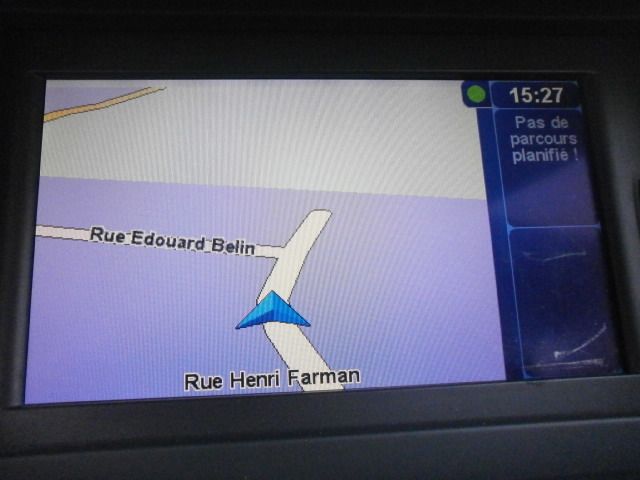 15:27
Pas de
parcours
planifié !
Rue Edouard Belin
Rue Henri Farman